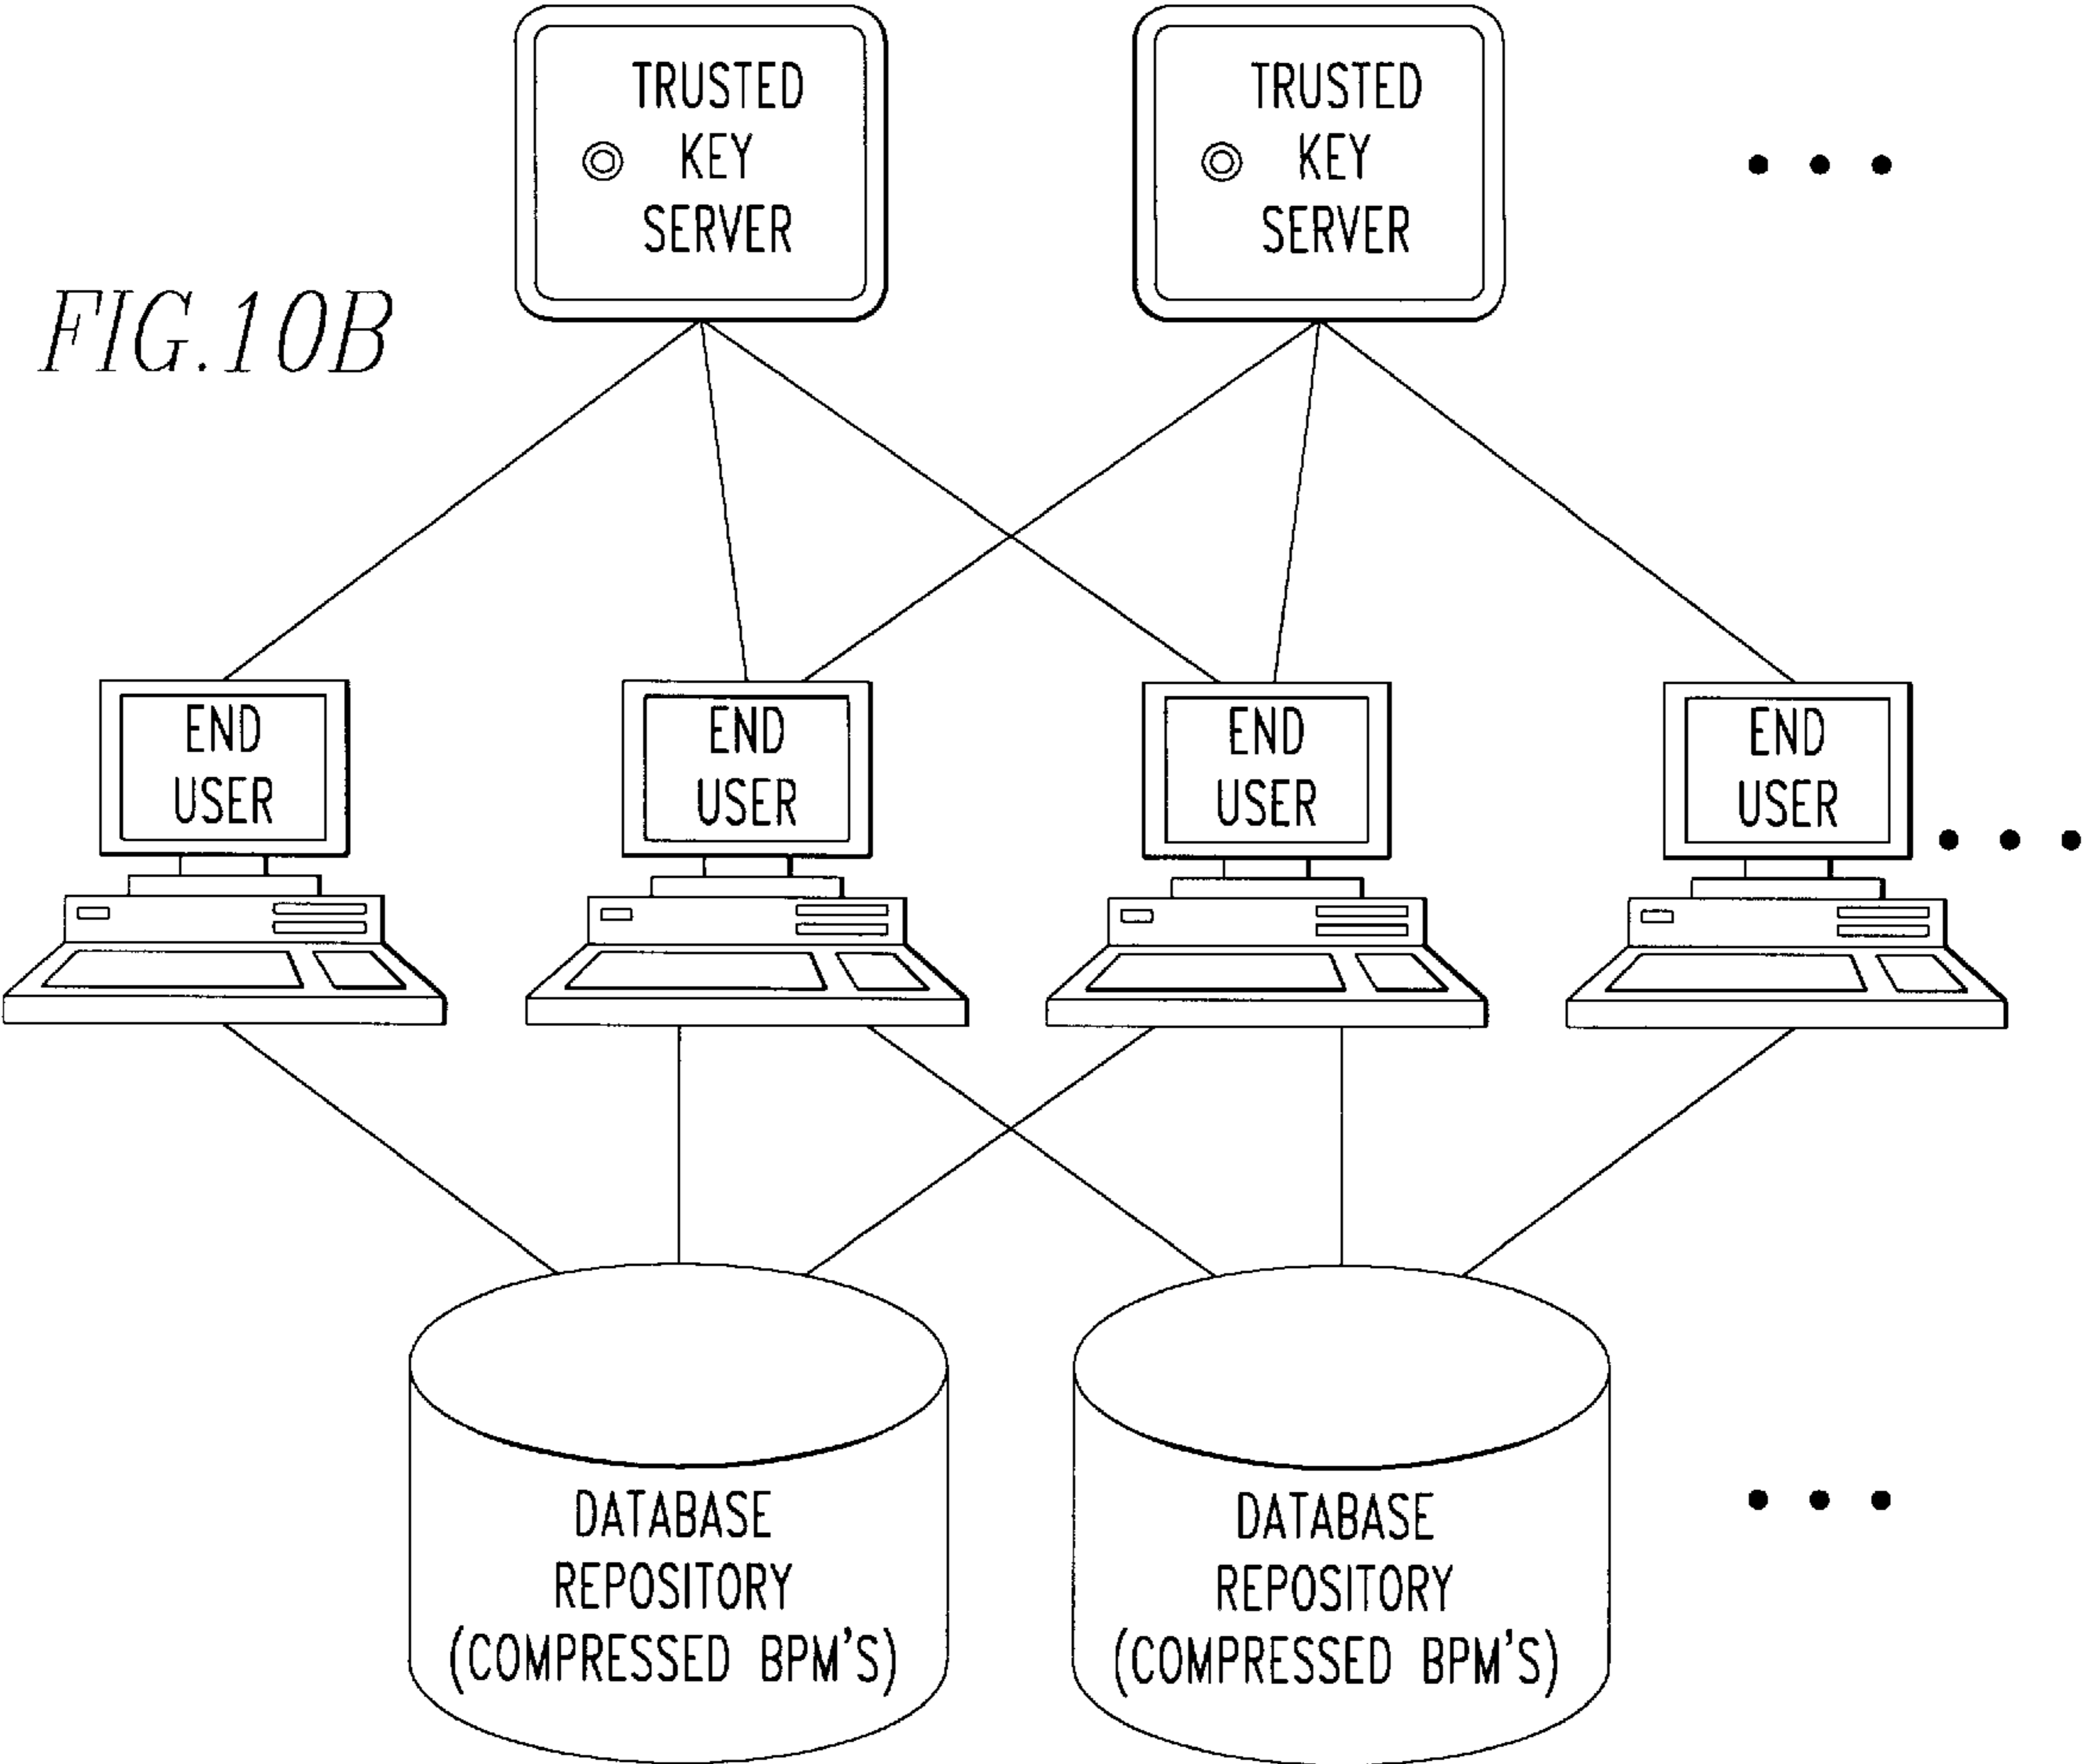 TRUSTED
KEY
SERVER
TRUSTED
KEY
SERVER
FIG.10B
END
USER
END
USER
END
USER
END
USER
DATABASE
REPOSITORY
(COMPRESSED BPM'S)
DATABASE
REPOSITORY
(COMPRESSED BPM'S)